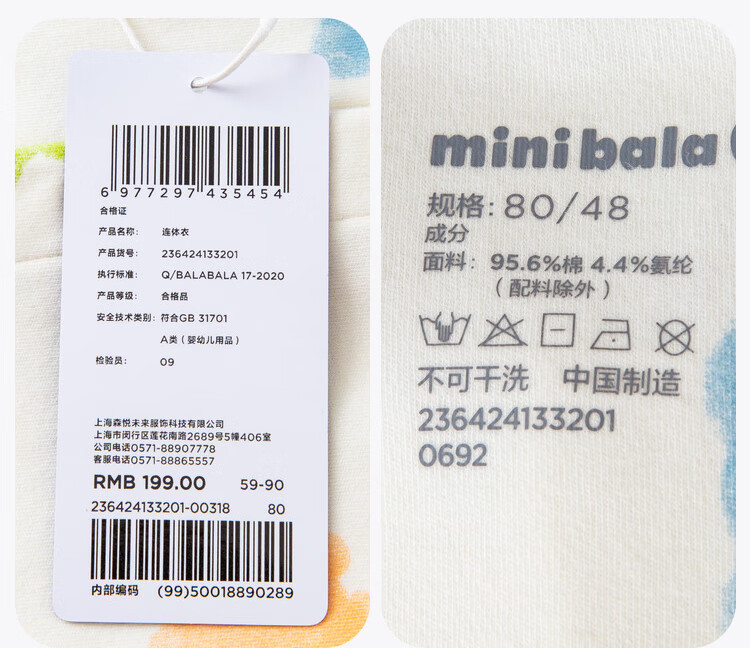 6 977297 435454
合格证
产品名称: 连体衣
产品货号: 236424133201
执行标准: Q/BALABALA 17-2020
产品等级: 合格品
安全技术类别: 符合GB 31701
A类(婴幼儿用品)
检验员: 09
上海森悦未来服饰科技有限公司
上海市闵行区莲花南路2689号5幢406室
公司电话0571-88907778
客服电话0571-88865557
RMB 199.00 59-90
236424133201-00318 80
内部编码 (99)50018890289
mini bala
规格: 80/48
成分
面料: 95.6%棉 4.4%氨纶
(配料除外)
不可干洗 中国制造
236424133201
0692